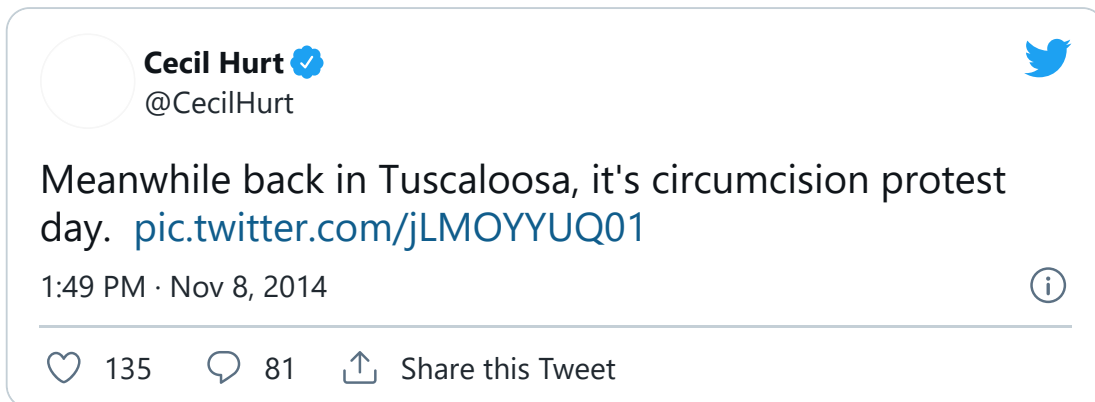 Cecil Hurt
@CecilHurt
Meanwhile back in Tuscaloosa, it's circumcision protest
day. pic.twitter.com/jLMOYYUQ01
1:49 PM · Nov 8, 2014
135 81 Share this Tweet